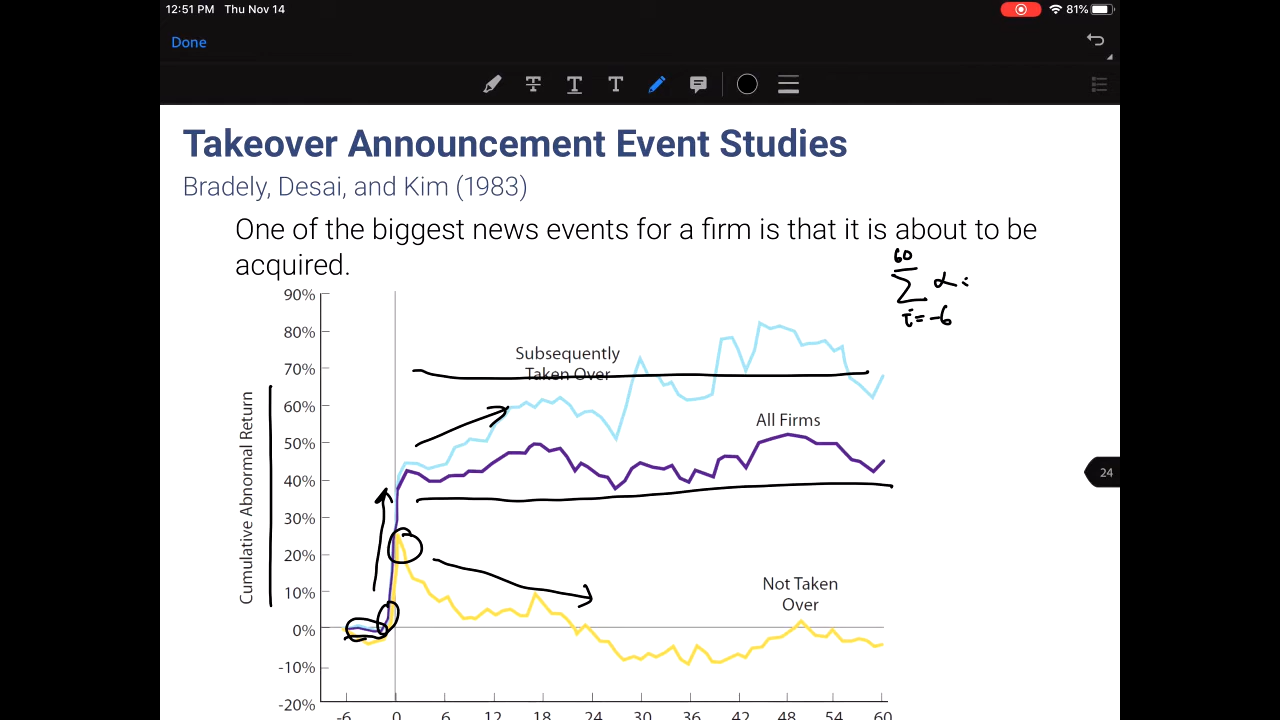 12:51 PM Thu Nov 14
81%
Done
T T T
Takeover Announcement Event Studies
Bradely, Desai, and Kim (1983)
One of the biggest news events for a firm is that it is about to be
acquired.
60
∑ αi
i=-6
90%
80%
70%
60%
50%
40%
30%
20%
10%
0%
-10%
-20%
Cumulative Abnormal Return
Subsequently
Taken Over
All Firms
Not Taken
Over
24
-6 0 6 12 18 24 30 36 42 48 54 60